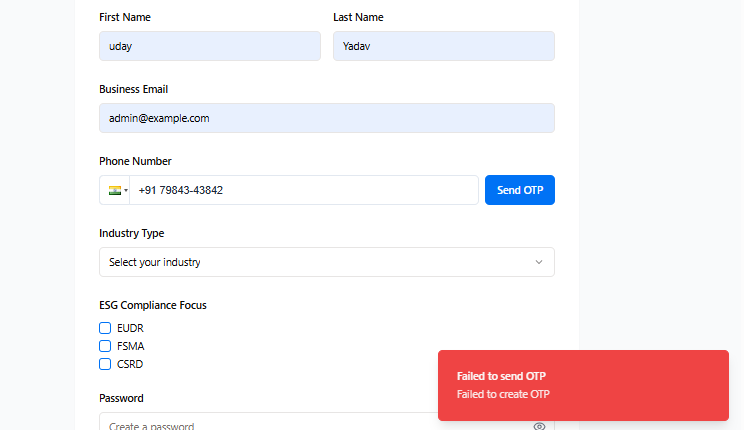 First Name Last Name
uday Yadav
Business Email
admin@example.com
Phone Number
+91 79843-43842 Send OTP
Industry Type
Select your industry
ESG Compliance Focus
EUDR
FSMA
CSRD
Failed to send OTP
Failed to create OTP
Password
Create a password